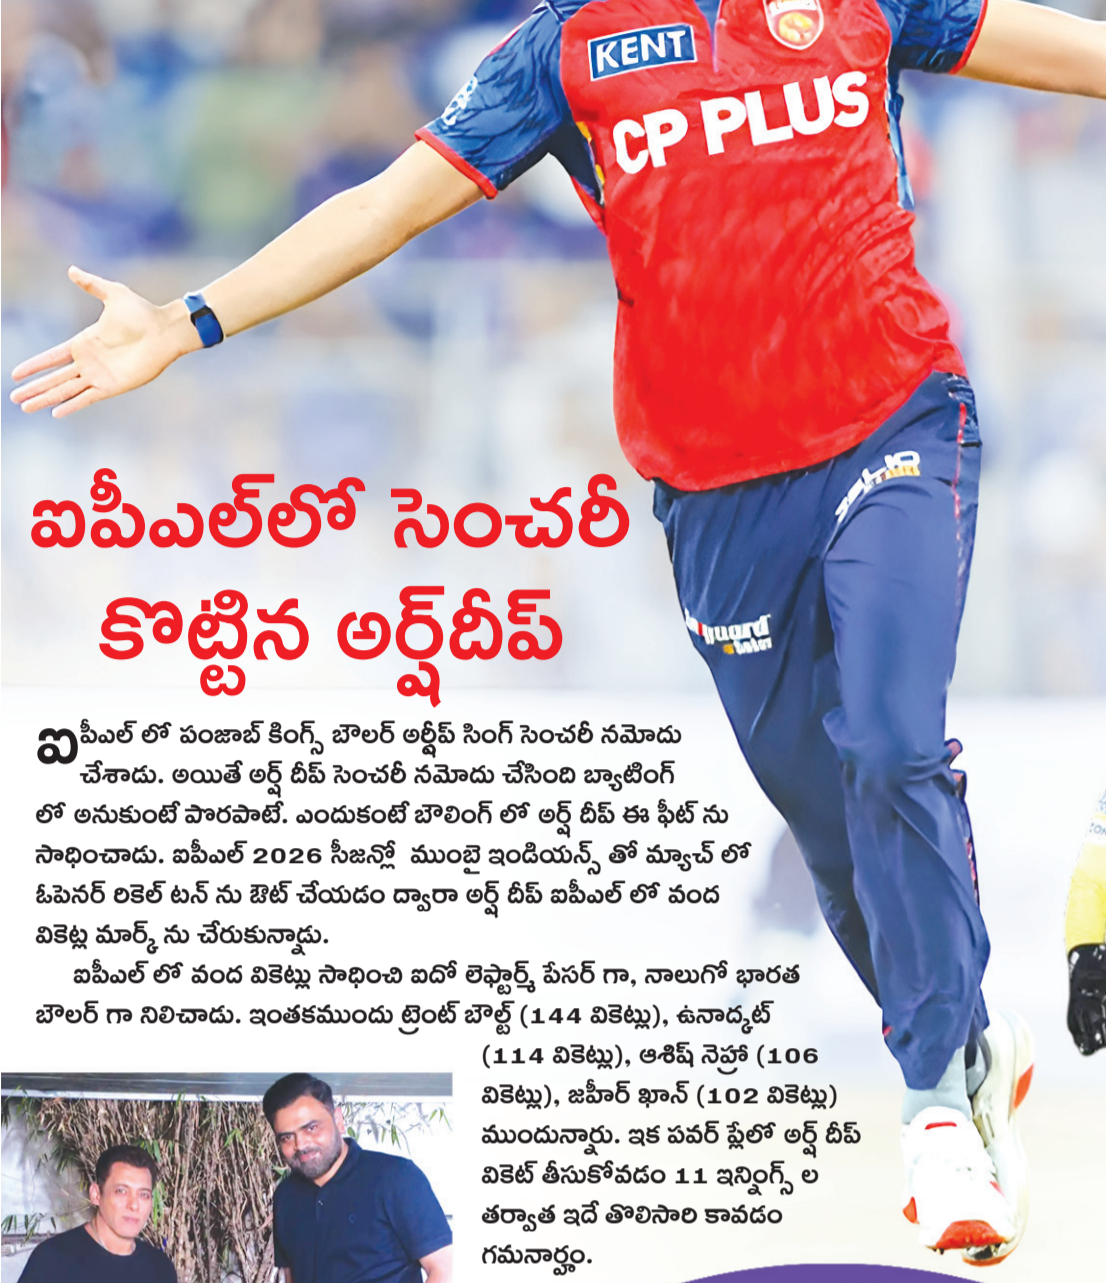 KENT
CP PLUS
ఐపీఎల్‌లో సెంచరీ
కొట్టిన అర్ష్‌దీప్
ఐపీఎల్ లో పంజాబ్ కింగ్స్ బౌలర్ అర్షీప్ సింగ్ సెంచరీ నమోదు
చేశాడు. అయితే అర్ష్ దీప్ సెంచరీ నమోదు చేసింది బ్యాటింగ్
లో అనుకుంటే పొరపాటే. ఎందుకంటే బౌలింగ్ లో అర్ష్ దీప్ ఈ ఫీట్ ను
సాధించాడు. ఐపీఎల్ 2026 సీజన్లో ముంబై ఇండియన్స్ తో మ్యాచ్ లో
ఓపెనర్ రికెల్ టన్ ను ఔట్ చేయడం ద్వారా అర్ష్ దీప్ ఐపీఎల్ లో వంద
వికెట్ల మార్క్ ను చేరుకున్నాడు.
ఐపీఎల్ లో వంద వికెట్లు సాధించి ఐదో లెఫ్టార్మ్ పేసర్ గా, నాలుగో భారత
బౌలర్ గా నిలిచాడు. ఇంతకముందు ట్రెంట్ బౌల్ట్ (144 వికెట్లు), ఉనాద్కట్
(114 వికెట్లు), ఆశిష్ నెహ్రా (106
వికెట్లు), జహీర్ ఖాన్ (102 వికెట్లు)
ముందున్నార్రు. ఇక పవర్ ప్లేలో అర్ష్ దీప్
వికెట్ తీసుకోవడం 11 ఇన్నింగ్స్ ల
తర్వాత ఇదే తొలిసారి కావడం
గమనార్హం.